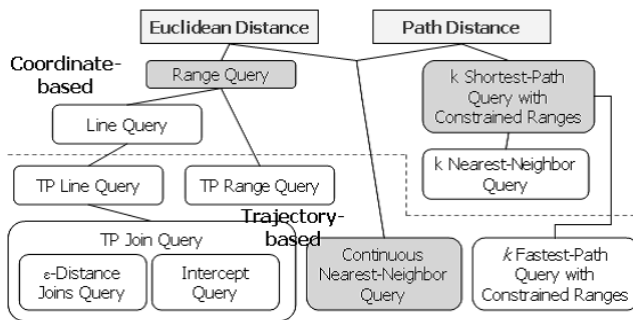 Euclidean Distance
Path Distance
Coordinate-
based
Range Query
k Shortest-Path
Query with
Constrained Ranges
Line Query
k Nearest-Neighbor
Query
TP Line Query
TP Range Query
Trajectory-
based
TP Join Query
ε-Distance
Joins Query
Intercept
Query
Continuous
Nearest-Neighbor
Query
k Fastest-Path
Query with
Constrained Ranges